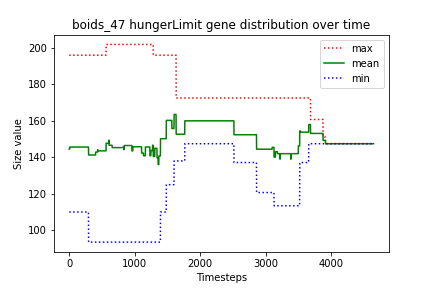 boids_47 hungerLimit gene distribution over time
max
mean
min
Size value
200
180
160
140
120
100
0
1000
2000
3000
4000
Timesteps